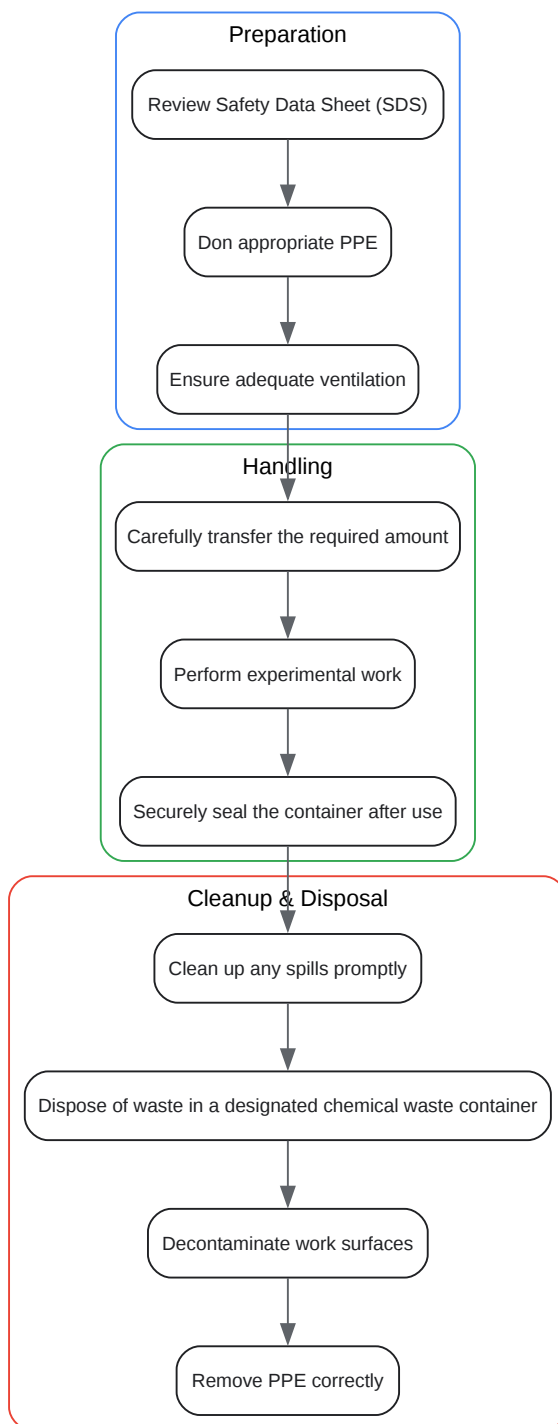 Preparation
Review Safety Data Sheet (SDS)
Don appropriate PPE
Ensure adequate ventilation
Handling
Carefully transfer the required amount
Perform experimental work
Securely seal the container after use
Cleanup & Disposal
Clean up any spills promptly
Dispose of waste in a designated chemical waste container
Decontaminate work surfaces
Remove PPE correctly